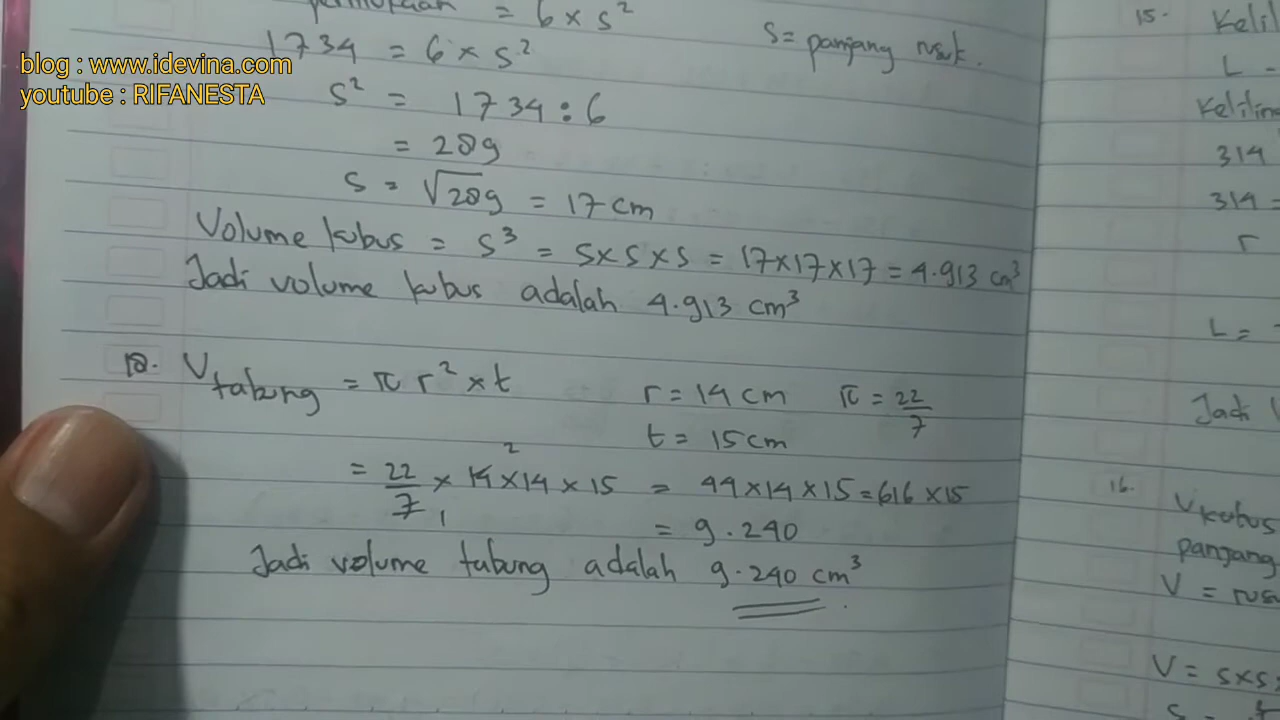 permukaan = 6 × s²
s = panjang rusuk.
1734 = 6 × s²
blog : www.idevina.com
youtube : RIFANESTA
s² = 1734 : 6
= 289
s = √289 = 17 cm
Volume kubus = s³ = s×s×s = 17×17×17 = 4.913 cm³
Jadi volume kubus adalah 4.913 cm³
V tabung = π r² × t
r = 14 cm π = 22/7
t = 15 cm
= 22/7 1 × 14 2 × 14 × 15 = 44×14×15 = 616×15
= 9.240
Jadi volume tabung adalah 9.240 cm³.
15. Kelil
L =
Kelilin
314
314 =
r
L =
Jadi
16. V kubus
panjang
V = rus
V = s×s
s =